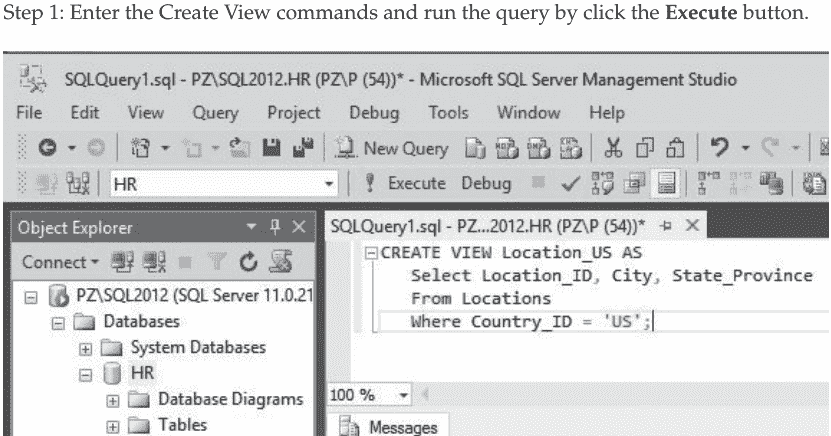 Step 1: Enter the Create View commands and run the query by click the Execute button.
SQLQuery1.sql - PZ\SQL2012.HR (PZ\P (54))* - Microsoft SQL Server Management Studio
File Edit View Query Project Debug Tools Window Help
New Query
HR
Execute Debug
Object Explorer
SQLQuery1.sql - PZ...2012.HR (PZ\P (54))*
Connect
CREATE VIEW Location_US AS
Select Location_ID, City, State_Province
From Locations
Where Country_ID = 'US';
PZ\SQL2012 (SQL Server 11.0.21
Databases
System Databases
HR
Database Diagrams
Tables
100 %
Messages